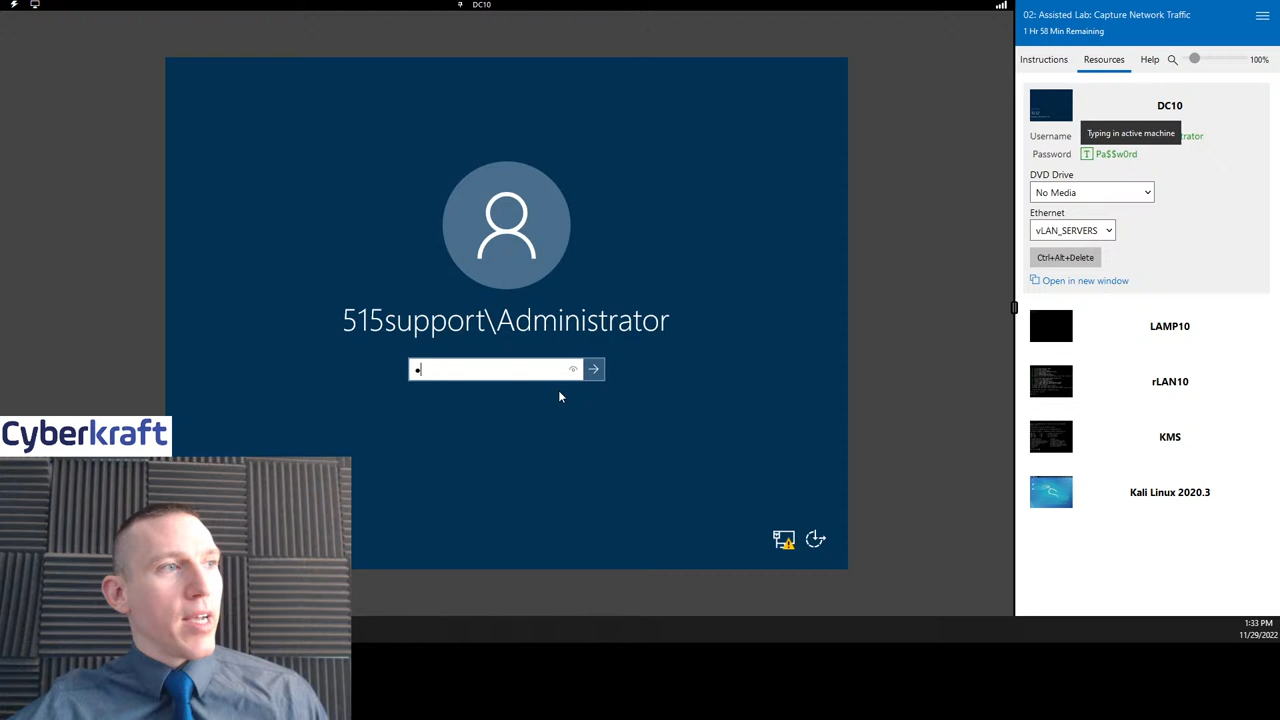 DC10
02: Assisted Lab: Capture Network Traffic
1 Hr 58 Min Remaining
Instructions
Resources
Help
100%
DC10
Typing in active machine
Username
trator
Password
T
Pa$$w0rd
DVD Drive
No Media
Ethernet
vLAN_SERVERS
Ctrl+Alt+Delete
Open in new window
LAMP10
rLAN10
KMS
Kali Linux 2020.3
515support\Administrator
Cyberkraft
1:33 PM
11/29/2022